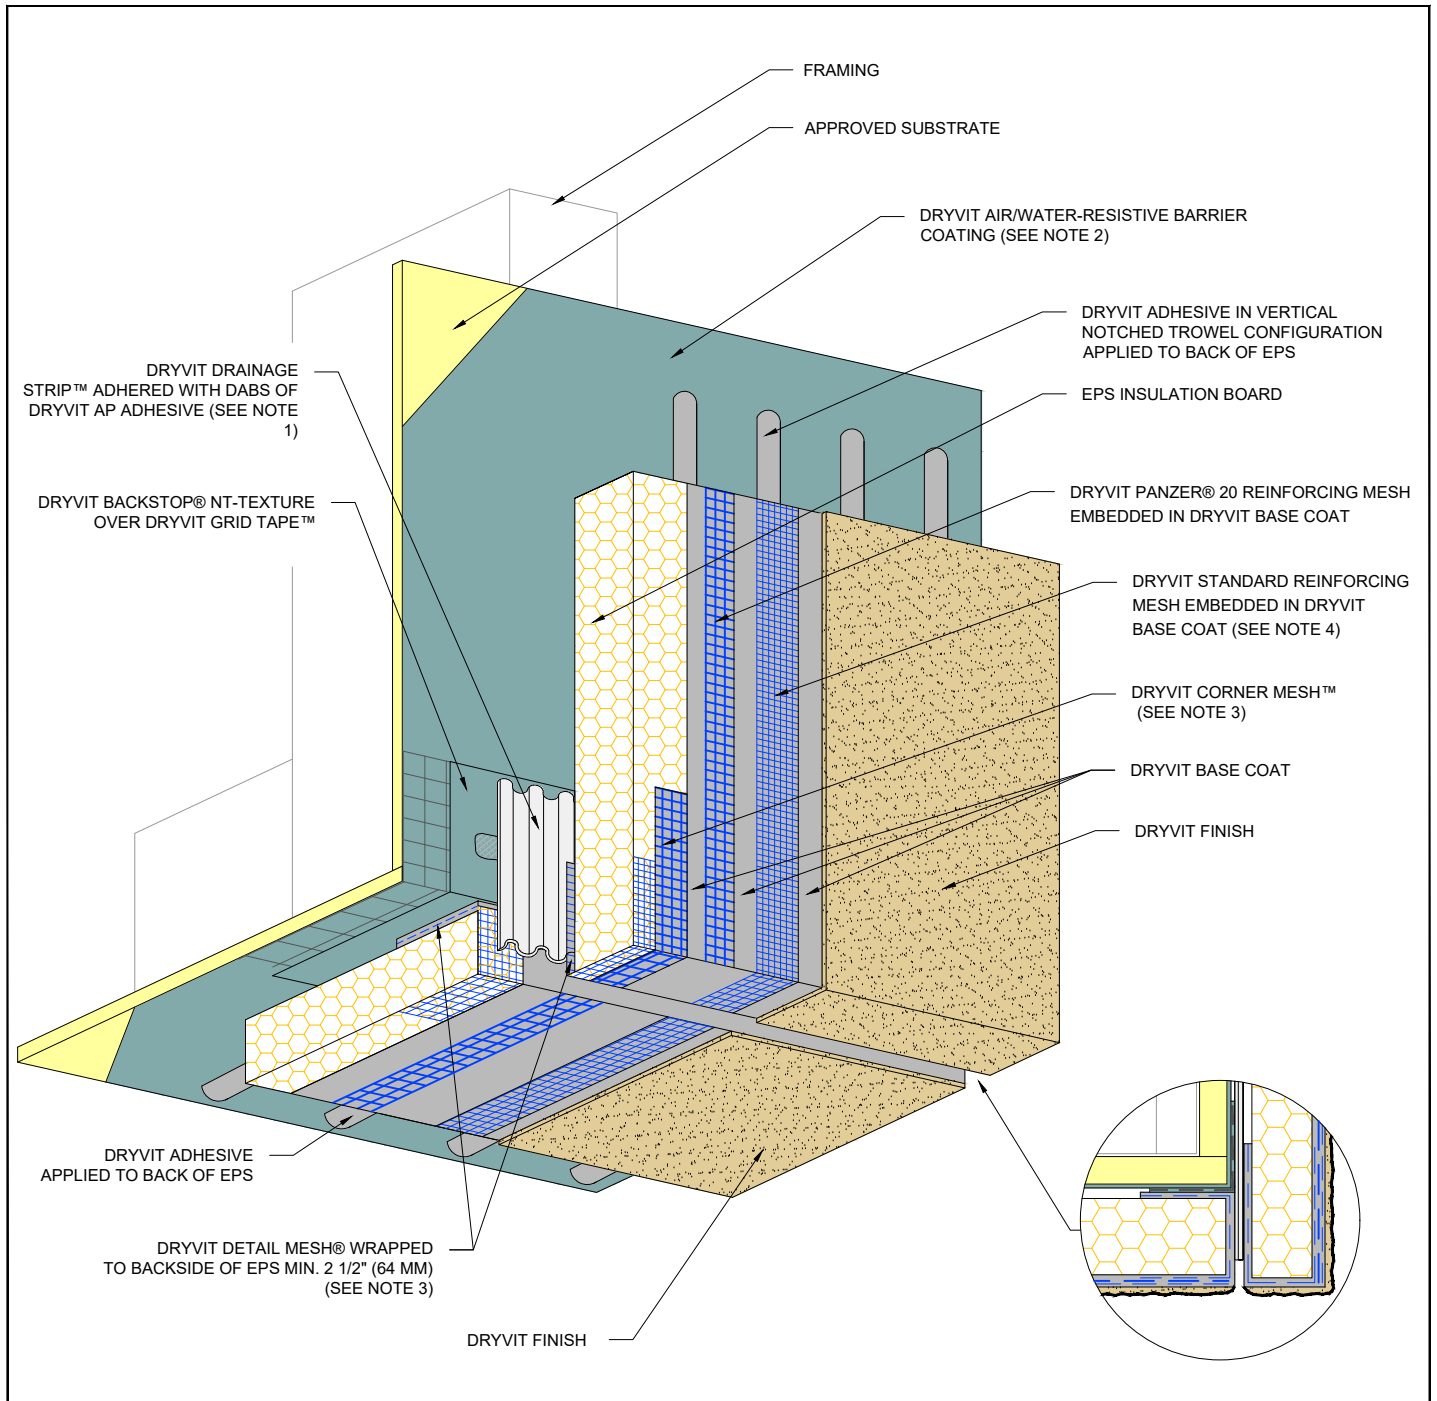 FRAMING
APPROVED SUBSTRATE
DRYVIT AIR/WATER-RESISTIVE BARRIER
COATING (SEE NOTE 2)
DRYVIT ADHESIVE IN VERTICAL
NOTCHED TROWEL CONFIGURATION
APPLIED TO BACK OF EPS
DRYVIT DRAINAGE
STRIP™ ADHERED WITH DABS OF
DRYVIT AP ADHESIVE (SEE NOTE
1)
EPS INSULATION BOARD
DRYVIT BACKSTOP® NT-TEXTURE
OVER DRYVIT GRID TAPE™
DRYVIT PANZER® 20 REINFORCING MESH
EMBEDDED IN DRYVIT BASE COAT
DRYVIT STANDARD REINFORCING
MESH EMBEDDED IN DRYVIT
BASE COAT (SEE NOTE 4)
DRYVIT CORNER MESH™
(SEE NOTE 3)
DRYVIT BASE COAT
DRYVIT FINISH
DRYVIT ADHESIVE
APPLIED TO BACK OF EPS
DRYVIT DETAIL MESH® WRAPPED
TO BACKSIDE OF EPS MIN. 2 1/2" (64 MM)
(SEE NOTE 3)
DRYVIT FINISH